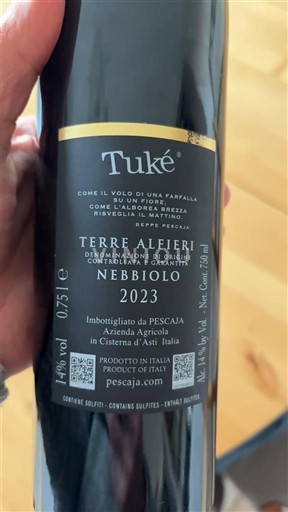 Tuké®
COME IL VOLO DI UNA FARFALLA
SU UN FIORE,
COME L'ALBOREA BREZZA
RISVEGLIA IL MATTINO.
BEPPE PESCAJA
TERRE ALFIERI
DENOMINAZIONE DI ORIGINE
CONTROLLATA E GARANTITA
NEBBIOLO
2023
Imbottigliato da PESCAJA
Azienda Agricola
in Cisterna d'Asti Italia
PRODOTTO IN ITALIA
PRODUCT OF ITALY
pescaja.com
CONTIENE SOLFITI - CONTAINS SULPHITES - ENTHÄLT SULFITE
14% vol 0,75 l e
Alc. 14 % by Vol. - Net. Cont. 750 ml